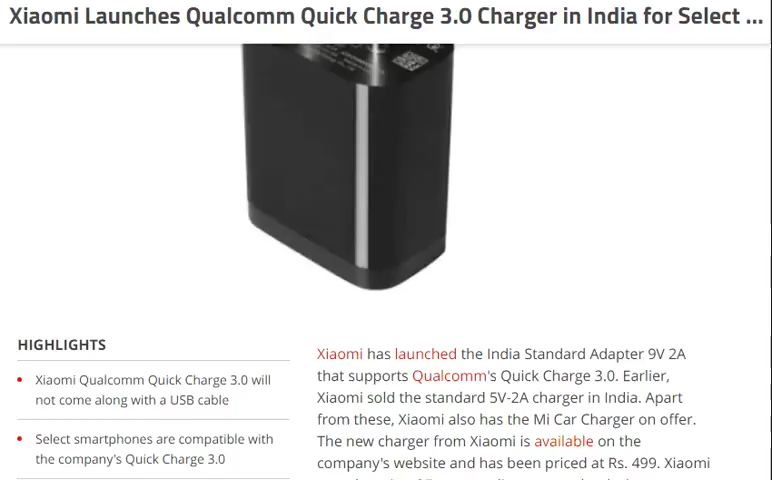 Xiaomi Launches Qualcomm Quick Charge 3.0 Charger in India for Select ...
HIGHLIGHTS
Xiaomi Qualcomm Quick Charge 3.0 will
not come along with a USB cable
Select smartphones are compatible with
the company's Quick Charge 3.0
Xiaomi has launched the India Standard Adapter 9V 2A
that supports Qualcomm's Quick Charge 3.0. Earlier,
Xiaomi sold the standard 5V-2A charger in India. Apart
from these, Xiaomi also has the Mi Car Charger on offer.
The new charger from Xiaomi is available on the
company's website and has been priced at Rs. 499. Xiaomi